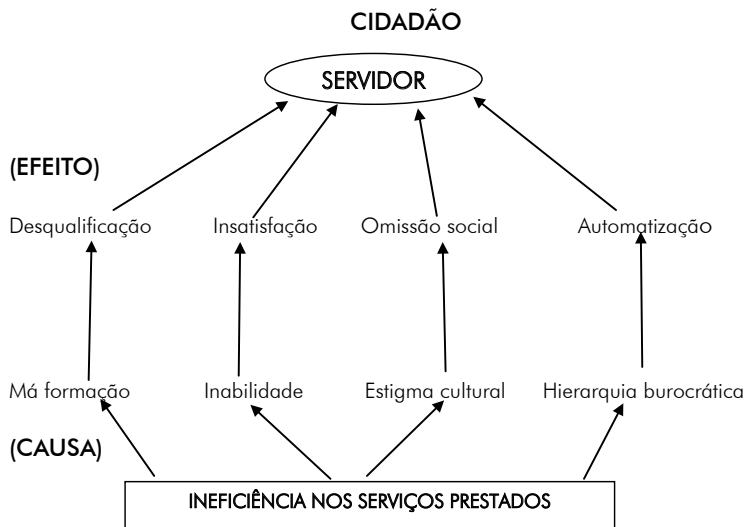 CIDADÃO
SERVIDOR
(EFEITO)
Desqualificação Insatisfação Omissão social Automatização
Má formação Inabilidade Estigma cultural Hierarquia burocrática
(CAUSA)
INEFICIÊNCIA NOS SERVIÇOS PRESTADOS